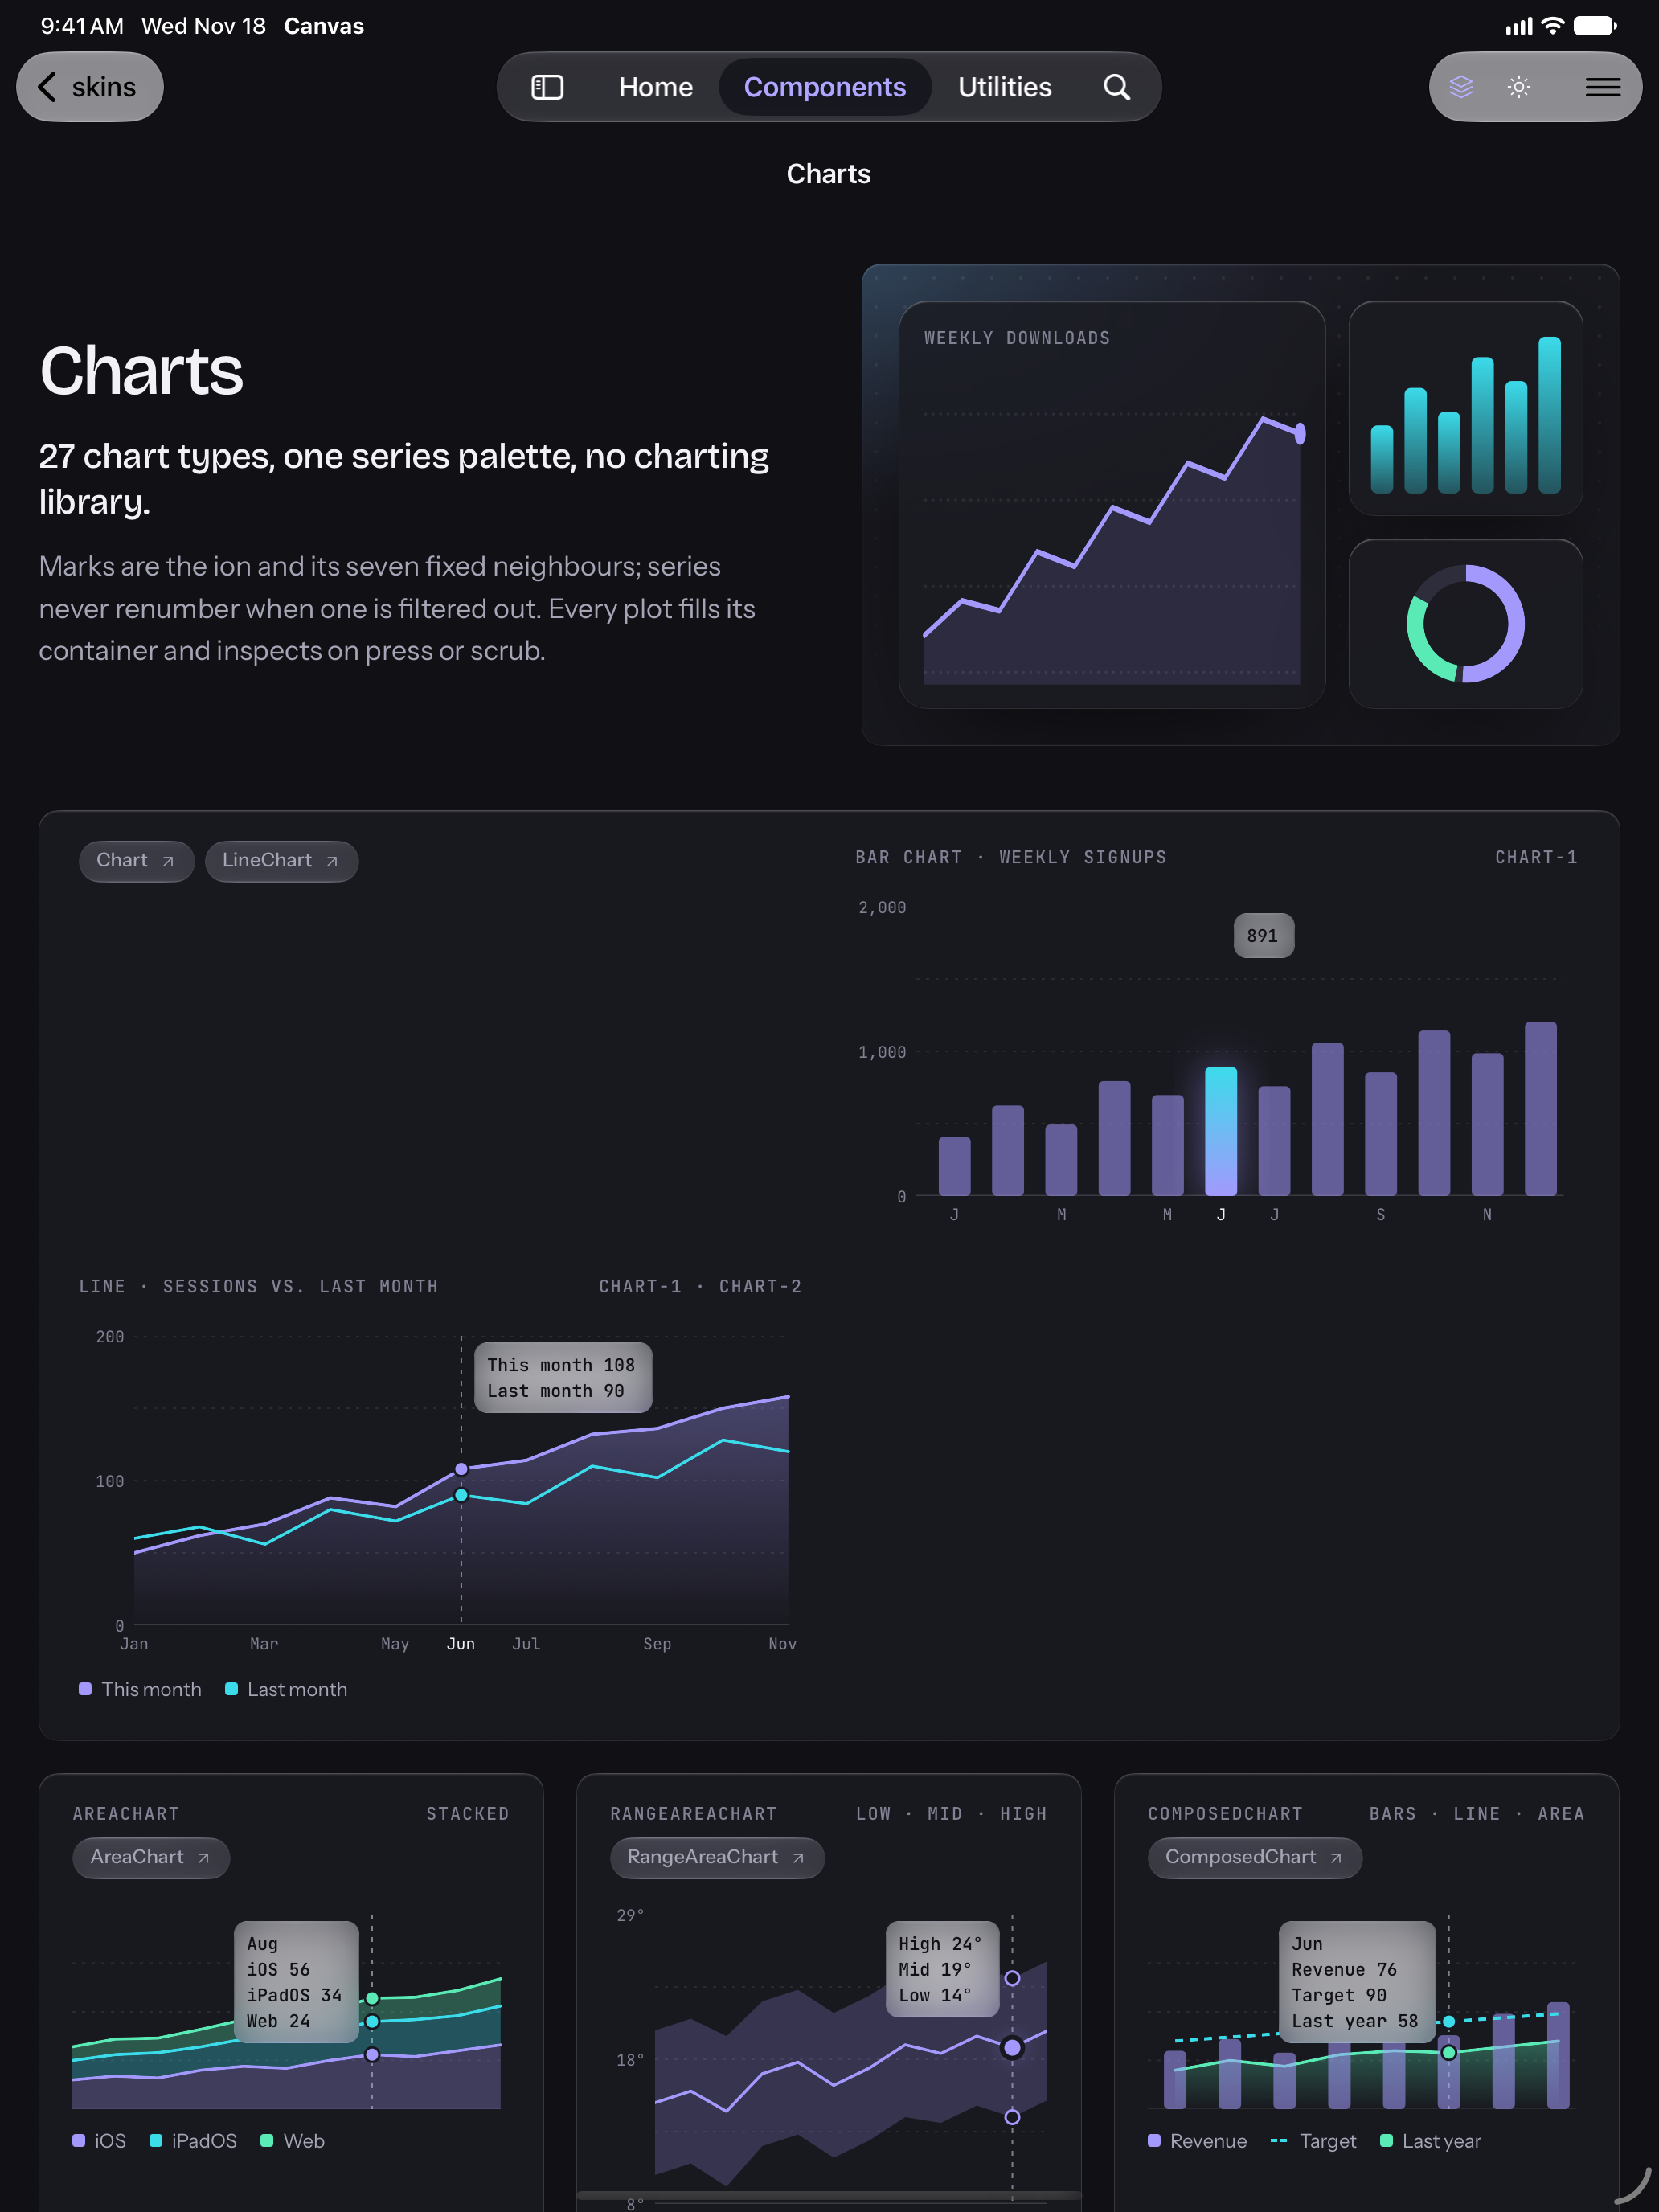 9:41 AM Wed Nov 18 Canvas
skins
Home
Components
Utilities
Charts
Charts
27 chart types, one series palette, no charting
library.
Marks are the ion and its seven fixed neighbours; series
never renumber when one is filtered out. Every plot fills its
container and inspects on press or scrub.
WEEKLY DOWNLOADS
Chart
LineChart
BAR CHART · WEEKLY SIGNUPS
CHART-1
2,000
891
1,000
0
J M M J J S N
LINE · SESSIONS VS. LAST MONTH
CHART-1 · CHART-2
200
This month 108
Last month 90
100
0
Jan Mar May Jun Jul Sep Nov
This month
Last month
AREACHART
STACKED
AreaChart
Aug
iOS 56
iPadOS 34
Web 24
iOS
iPadOS
Web
RANGEAREACHART
LOW · MID · HIGH
RangeAreaChart
29°
High 24°
Mid 19°
Low 14°
18°
8°
COMPOSEDCHART
BARS · LINE · AREA
ComposedChart
Jun
Revenue 76
Target 90
Last year 58
Revenue
Target
Last year